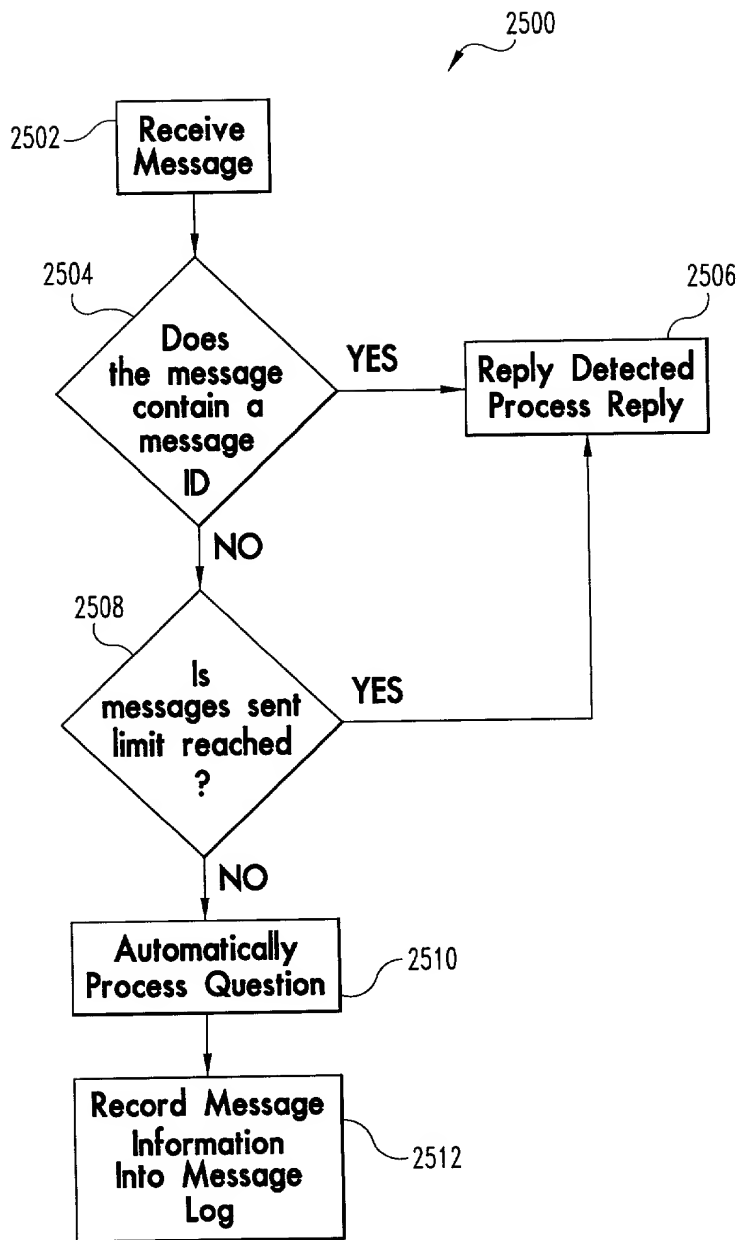 2500
2502
Receive
Message
2504
Does
the message
contain a
message
ID
YES
2506
Reply Detected
Process Reply
NO
2508
Is
messages sent
limit reached
?
YES
NO
Automatically
Process Question
2510
Record Message
Information
Into Message
Log
2512